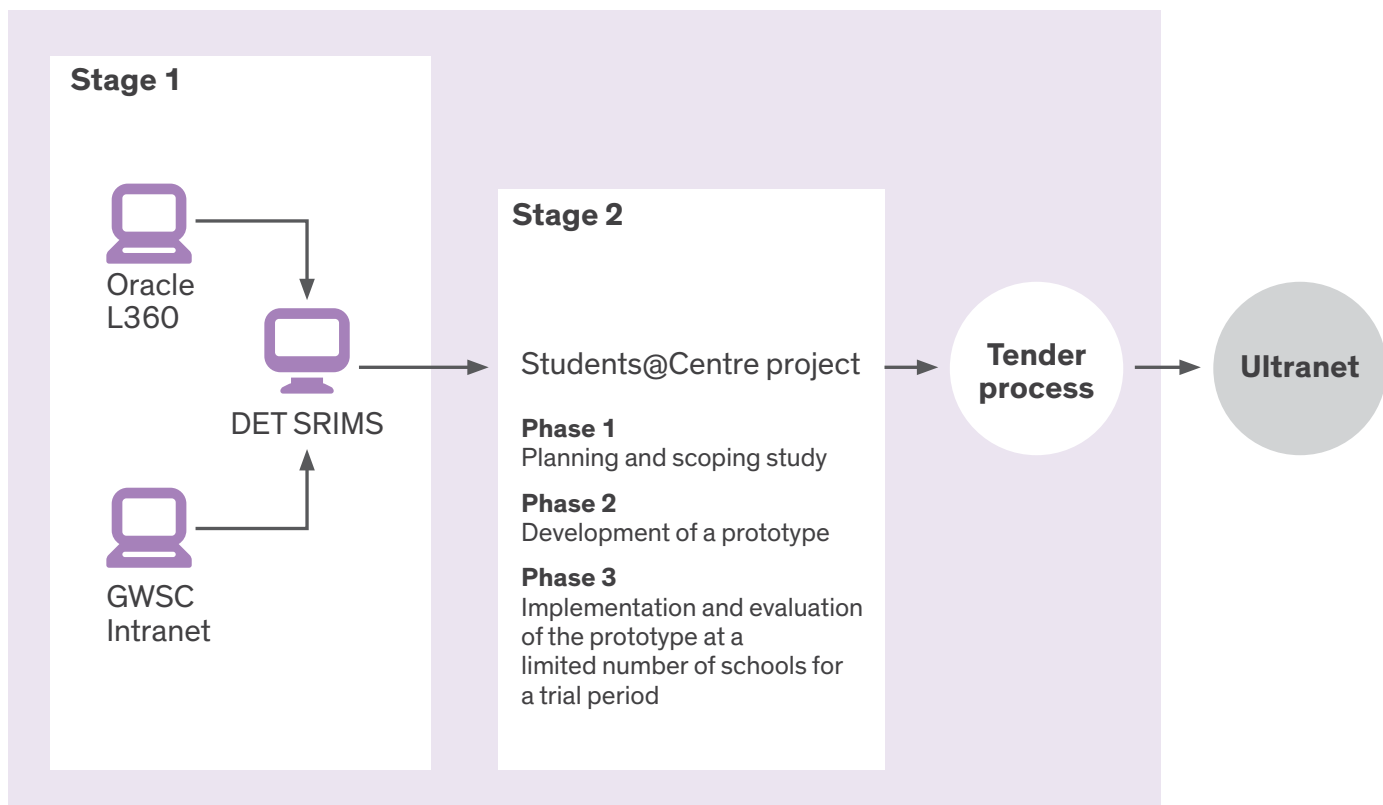 Stage 1
Oracle
L360
DET SRIMS
GWSC
Intranet
Stage 2
Students@Centre project
Phase 1
Planning and scoping study
Phase 2
Development of a prototype
Phase 3
Implementation and evaluation
of the prototype at a
limited number of schools for
a trial period
Tender
process
Ultranet